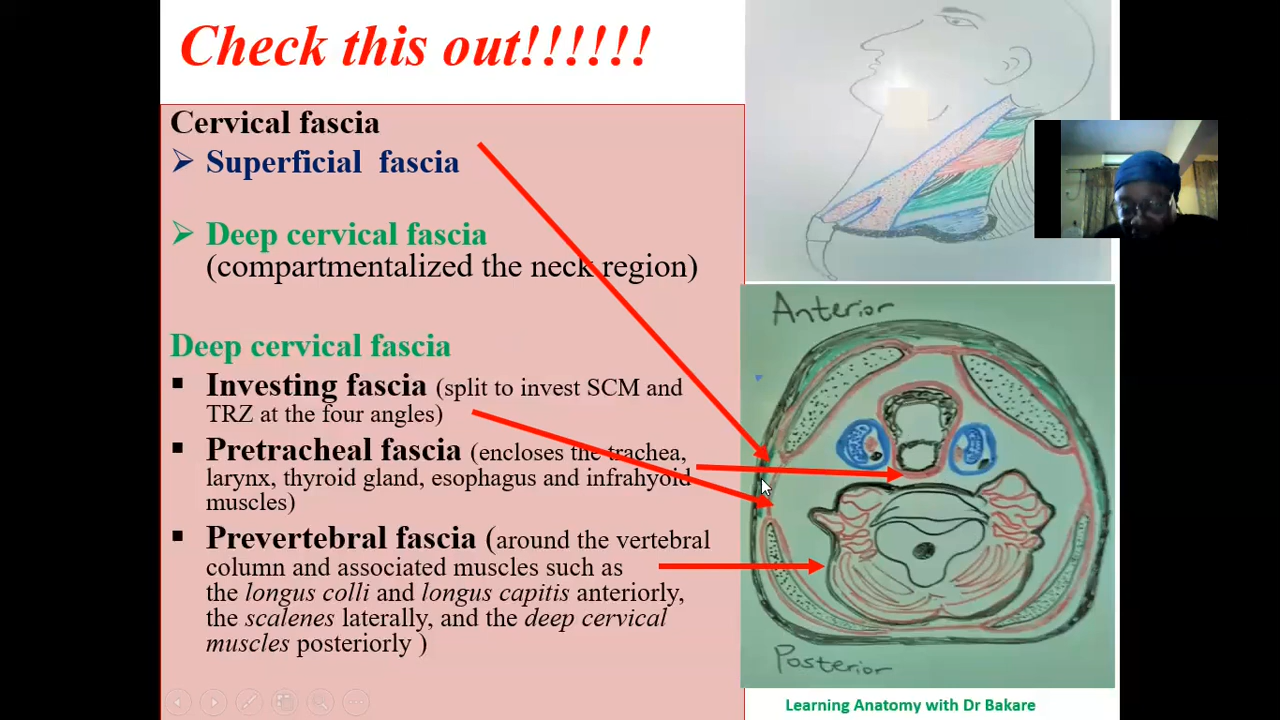 Check this out!!!!!!
Cervical fascia
Superficial fascia
Deep cervical fascia
(compartmentalized the neck region)
Deep cervical fascia
Investing fascia (split to invest SCM and
TRZ at the four angles)
Pretracheal fascia (encloses the trachea,
larynx, thyroid gland, esophagus and infrahyoid
muscles)
Prevertebral fascia (around the vertebral
column and associated muscles such as
the longus colli and longus capitis anteriorly,
the scalenes laterally, and the deep cervical
muscles posteriorly )
Anterior
Posterior
Learning Anatomy with Dr Bakare